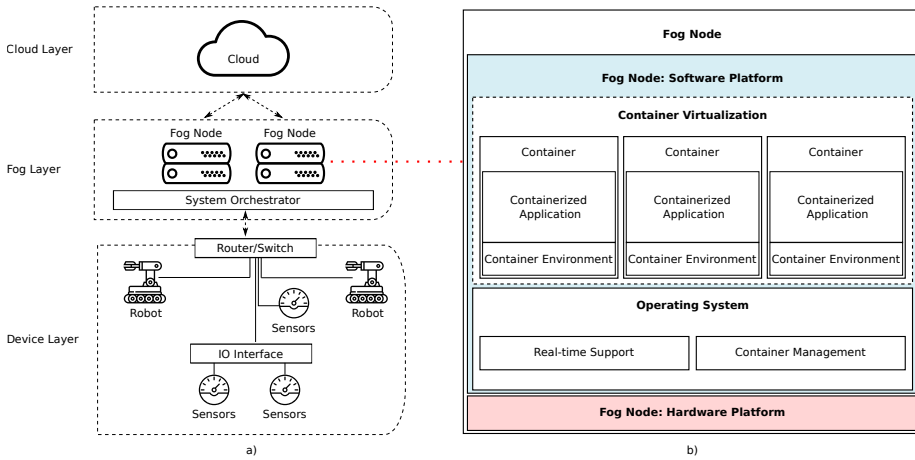 Cloud Layer
Cloud
Fog Layer
Fog Node
Fog Node
System Orchestrator
Device Layer
Router/Switch
Robot
Robot
Sensors
IO Interface
Sensors
Sensors
a)
Fog Node
Fog Node: Software Platform
Container Virtualization
Container
Container
Container
Containerized
Application
Containerized
Application
Containerized
Application
Container Environment
Container Environment
Container Environment
Operating System
Real-time Support
Container Management
Fog Node: Hardware Platform
b)